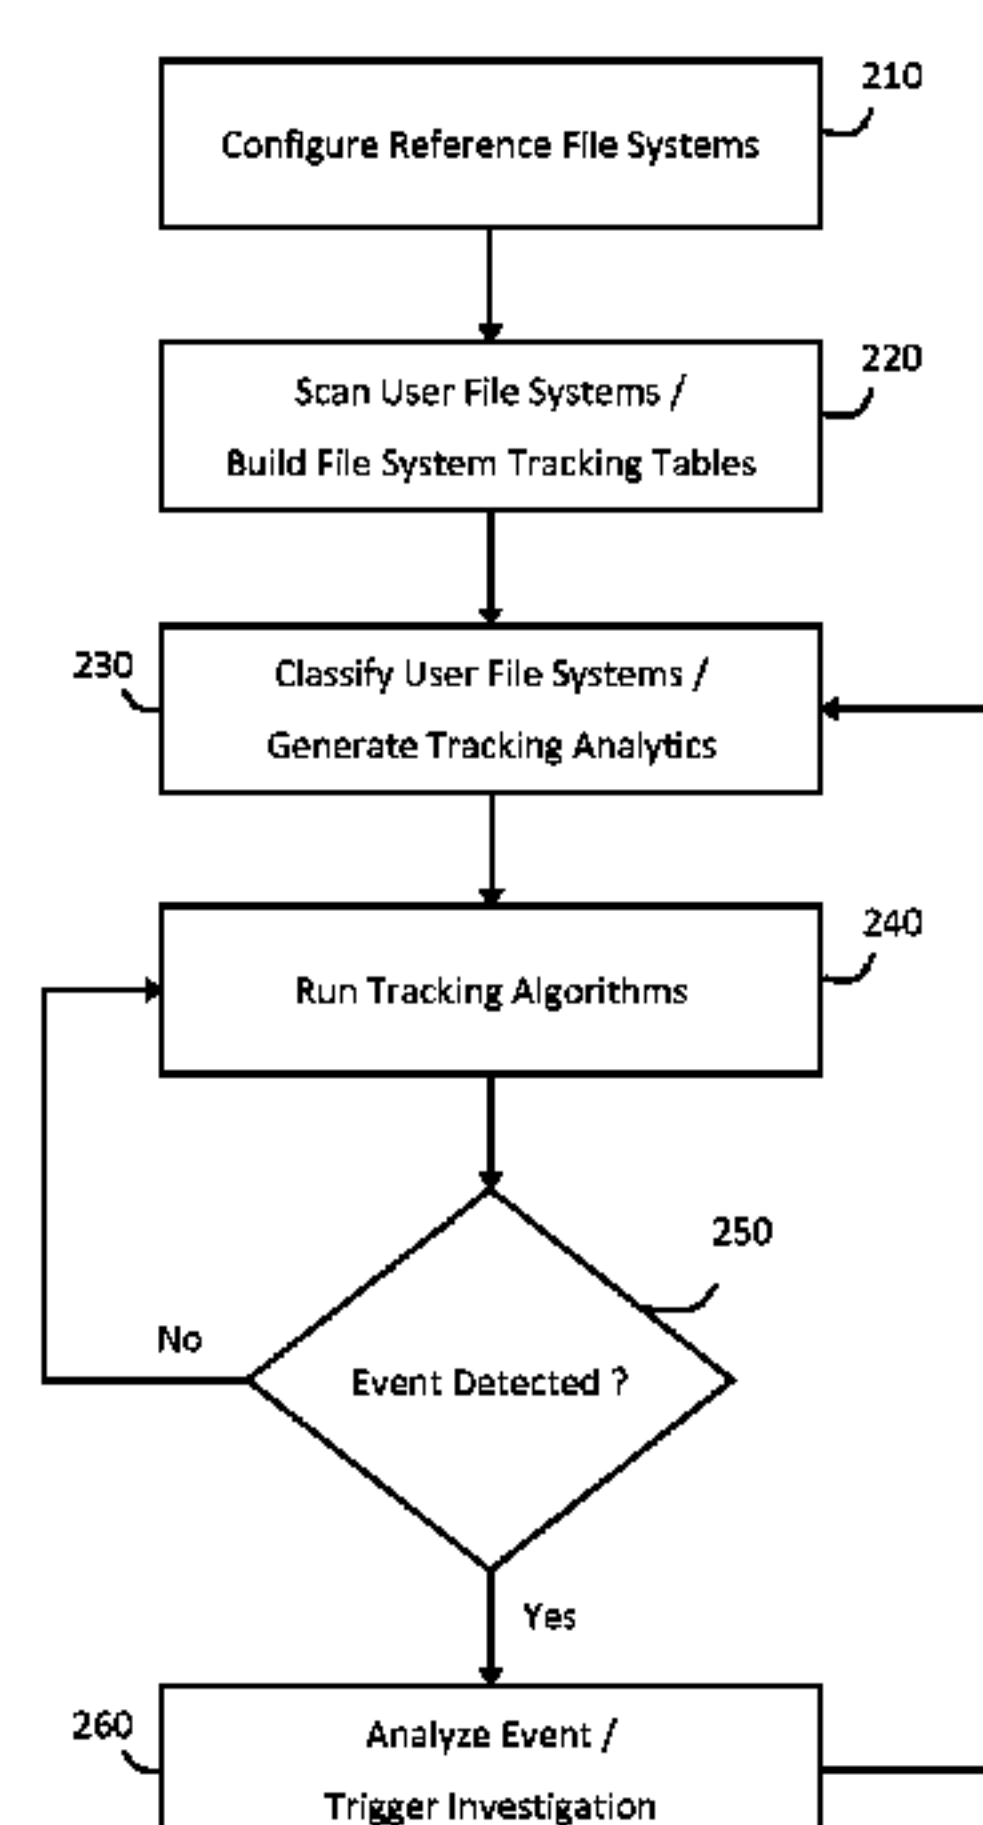 210
Configure Reference File Systems
220
Scan User File Systems /
Build File System Tracking Tables
230
Classify User File Systems /
Generate Tracking Analytics
240
Run Tracking Algorithms
250
No
Event Detected ?
Yes
260
Analyze Event /
Trigger Investigation